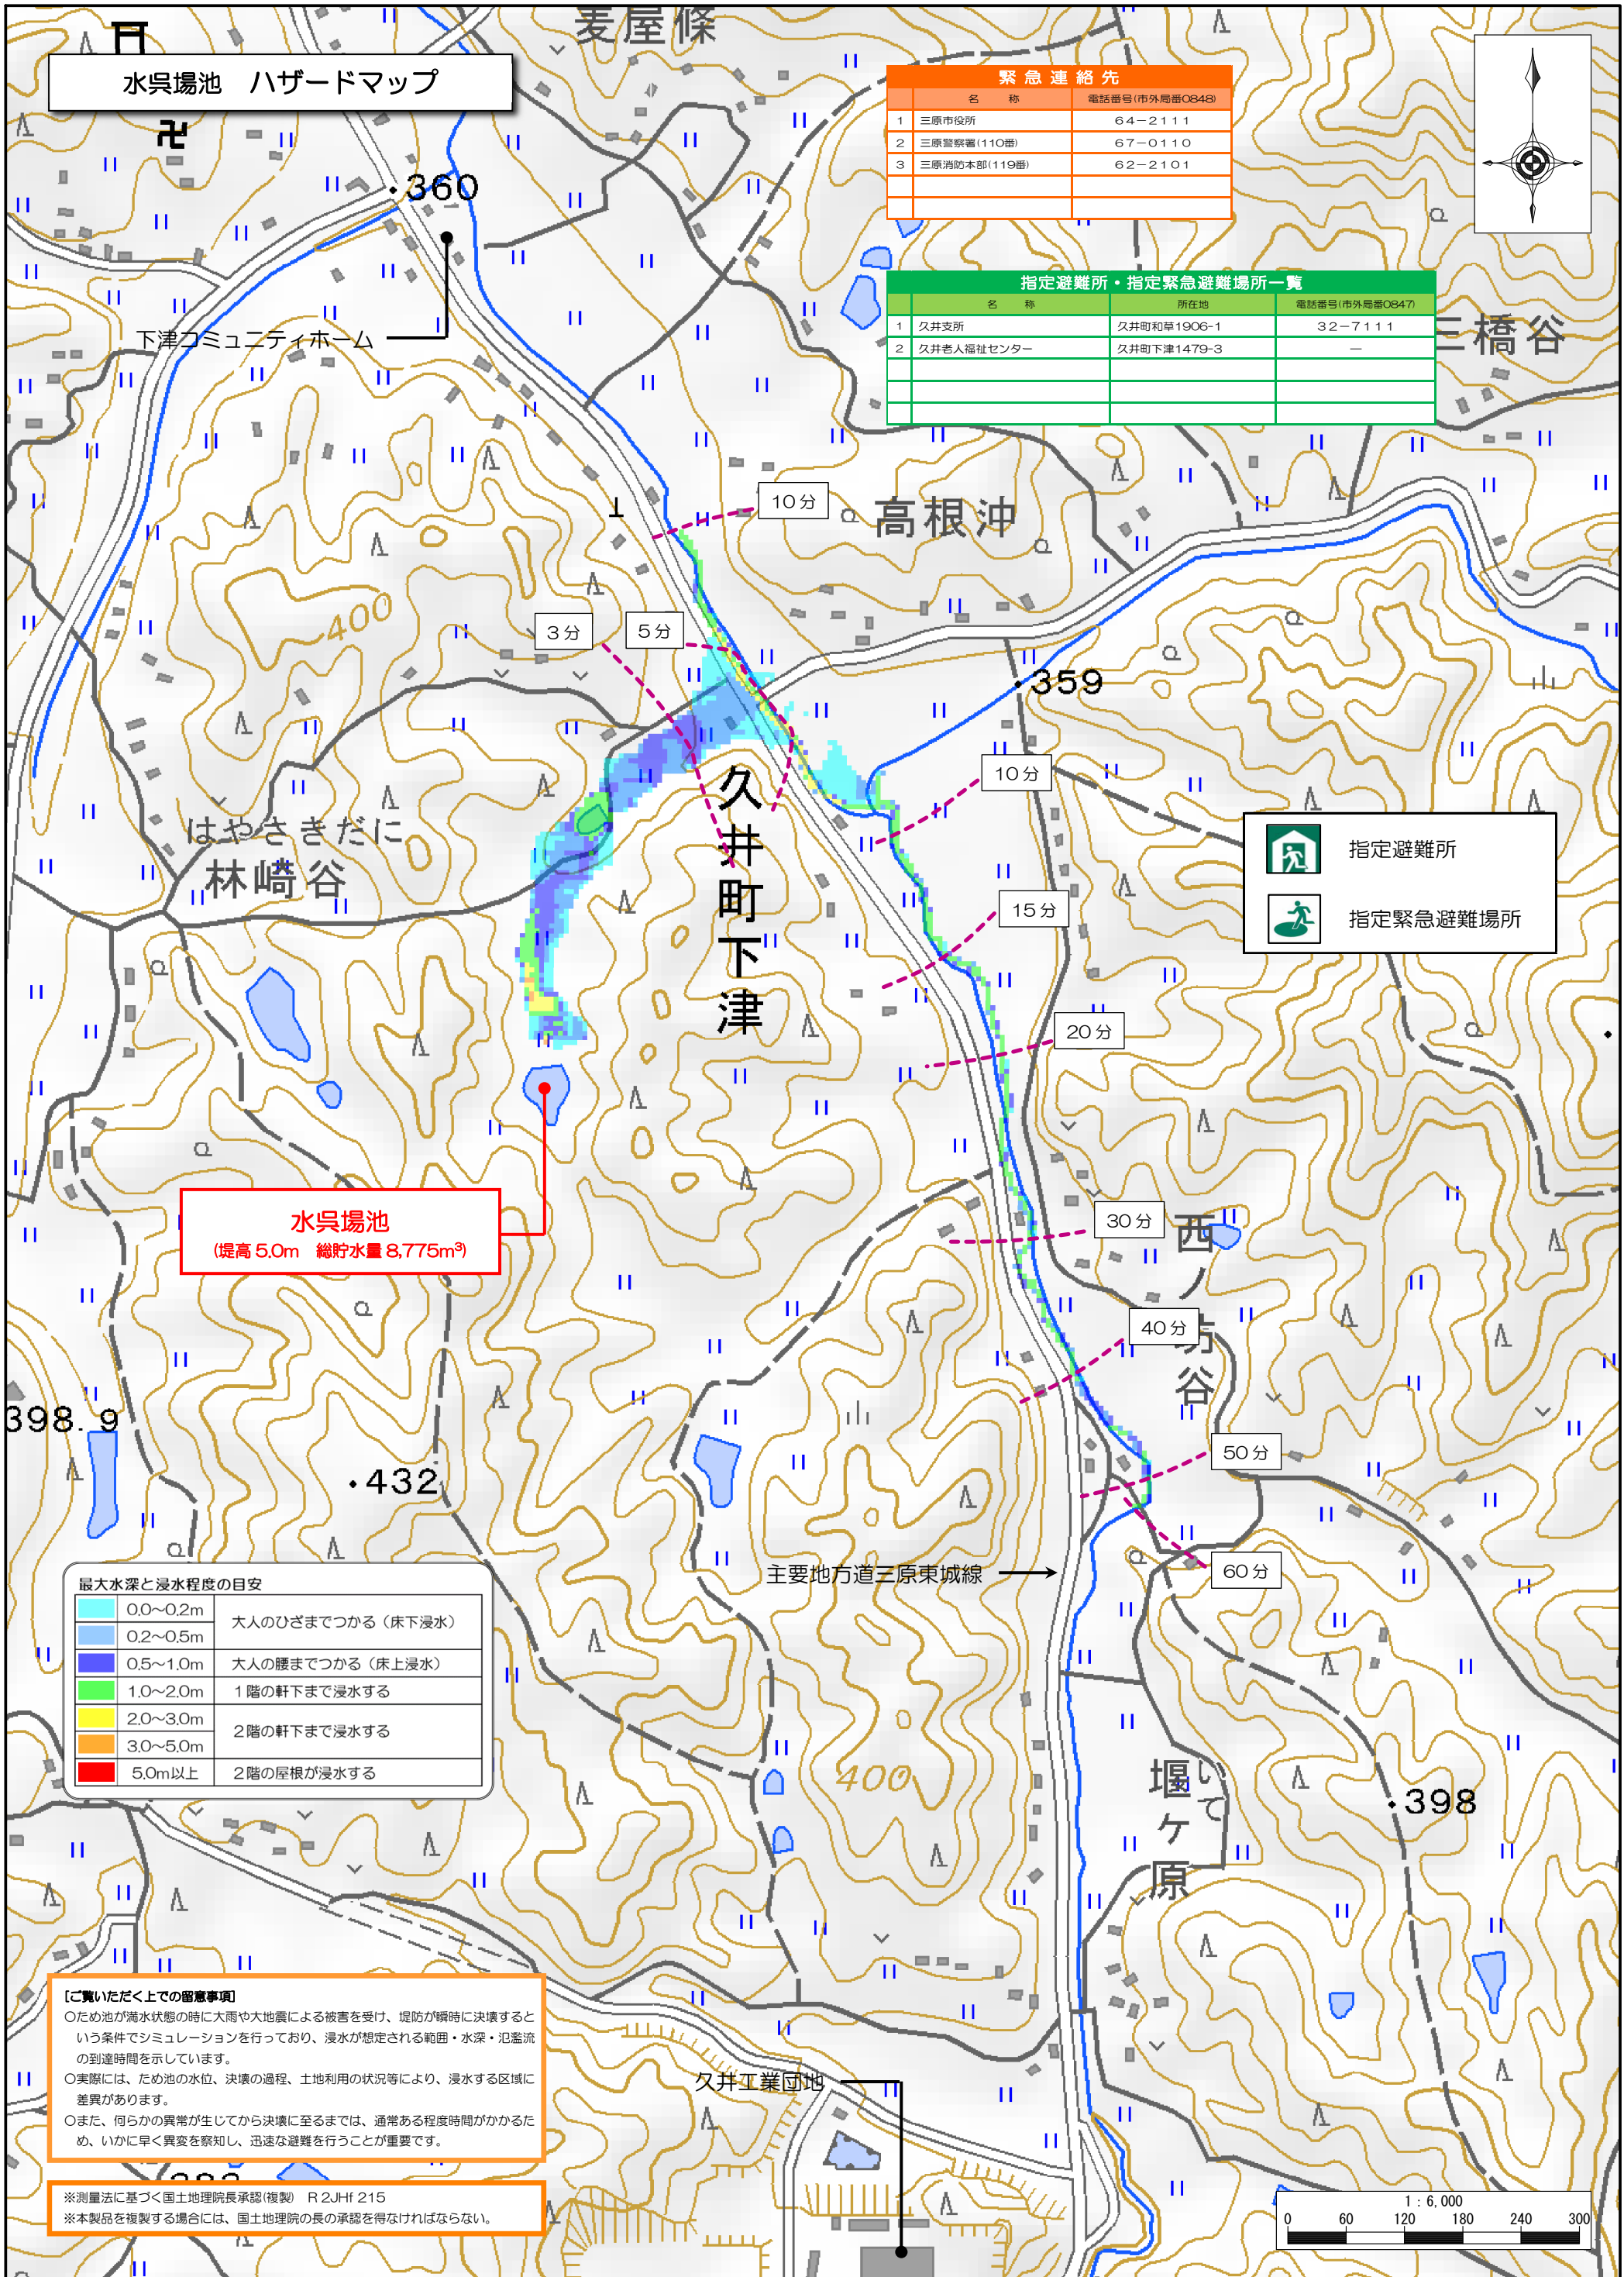 麦屋條
水呉場池　ハザードマップ
緊急連絡先
名　称　電話番号(市外局番0848)
1　三原市役所　64-2111
2　三原警察署(110番)　67-0110
3　三原消防本部(119番)　62-2101
360
指定避難所・指定緊急避難場所一覧
名　称　所在地　電話番号(市外局番0847)
1　久井支所　久井町和草1906-1　32-7111
2　久井老人福祉センター　久井町下津1479-3　－
下津コミュニティホーム
三橋谷
10分
高根沖
400
3分
5分
359
10分
久井町下津
はやさきだに
林崎谷
指定避難所
指定緊急避難場所
15分
20分
水呉場池
(堤高 5.0m　総貯水量 8,775m³)
30分
西ノ坊谷
40分
398.9
432
50分
60分
主要地方道三原東城線
最大水深と浸水程度の目安
0.0～0.2m　大人のひざまでつかる（床下浸水）
0.2～0.5m
0.5～1.0m　大人の腰までつかる（床上浸水）
1.0～2.0m　1階の軒下まで浸水する
2.0～3.0m　2階の軒下まで浸水する
3.0～5.0m
5.0m以上　2階の屋根が浸水する
400
いで
堰ケ原
398
[ご覧いただく上での留意事項]
○ため池が満水状態の時に大雨や大地震による被害を受け、堤防が瞬時に決壊すると
いう条件でシミュレーションを行っており、浸水が想定される範囲・水深・氾濫流
の到達時間を示しています。
○実際には、ため池の水位、決壊の過程、土地利用の状況等により、浸水する区域に
差異があります。
○また、何らかの異常が生じてから決壊に至るまでは、通常ある程度時間がかかるた
め、いかに早く異変を察知し、迅速な避難を行うことが重要です。
久井工業団地
※測量法に基づく国土地理院長承認(複製)　R 2JHf 215
※本製品を複製する場合には、国土地理院の長の承認を得なければならない。
1：6,000
0　60　120　180　240　300